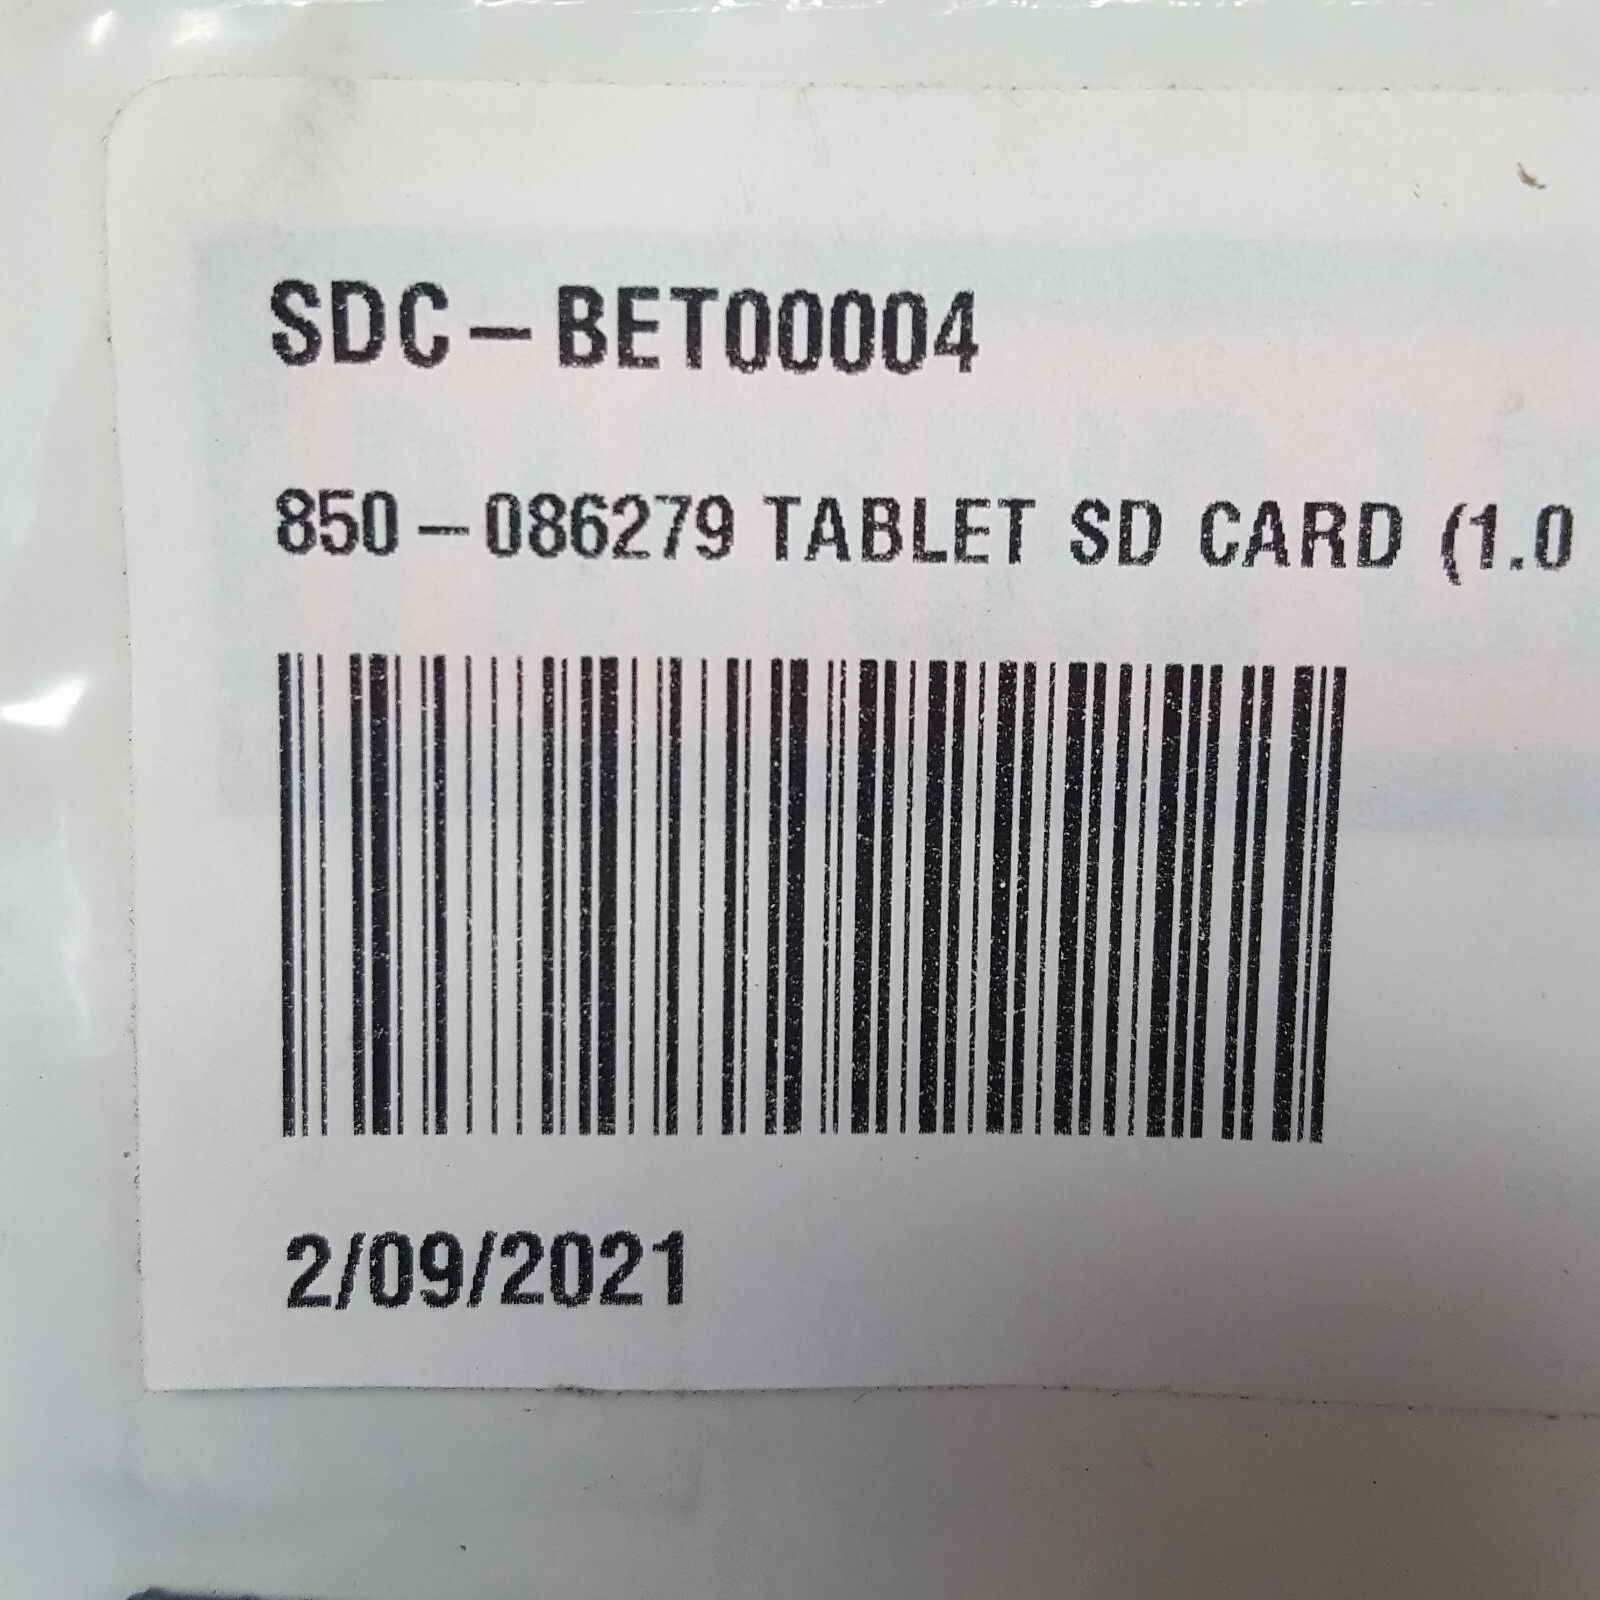 SDC-BET00004
850-086279 TABLET SD CARD (1.0
2/09/2021